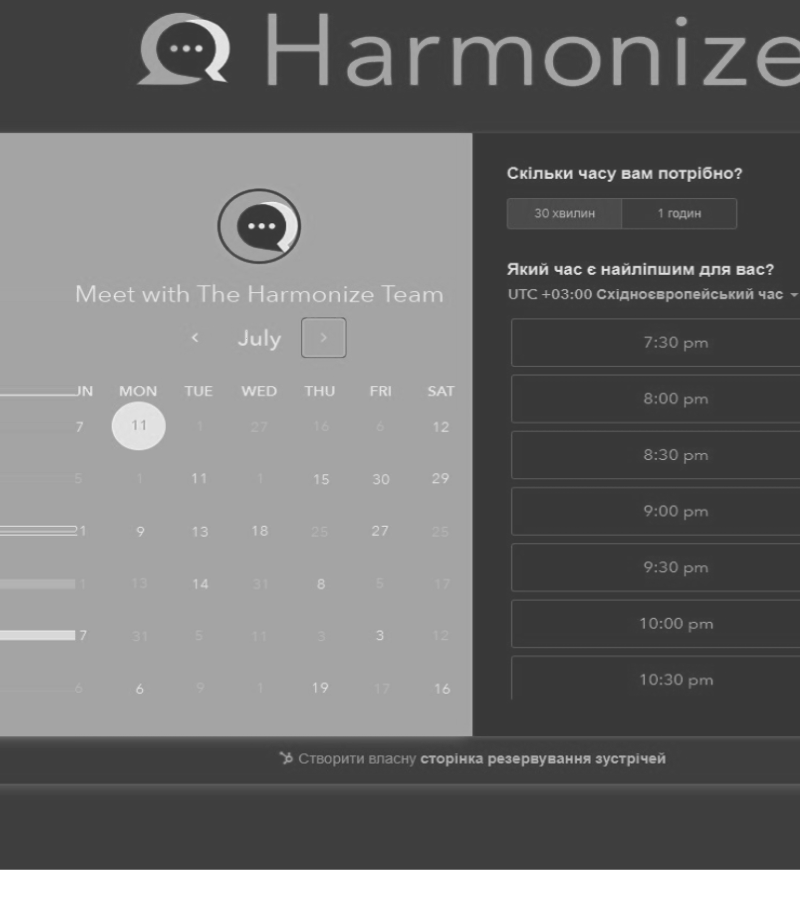 Harmonize
Meet with The Harmonize Team
July
UN MON TUE WED THU FRI SAT
7 11 1 27 16 6 12
5 1 11 1 15 30 29
1 9 13 18 25 27 25
1 13 14 31 8 5 17
7 31 5 11 3 3 12
6 6 9 1 19 17 16
Скільки часу вам потрібно?
30 хвилин 1 годин
Який час є найліпшим для вас?
UTC +03:00 Східноєвропейський час
7:30 pm
8:00 pm
8:30 pm
9:00 pm
9:30 pm
10:00 pm
10:30 pm
Створити власну сторінка резервування зустрічей